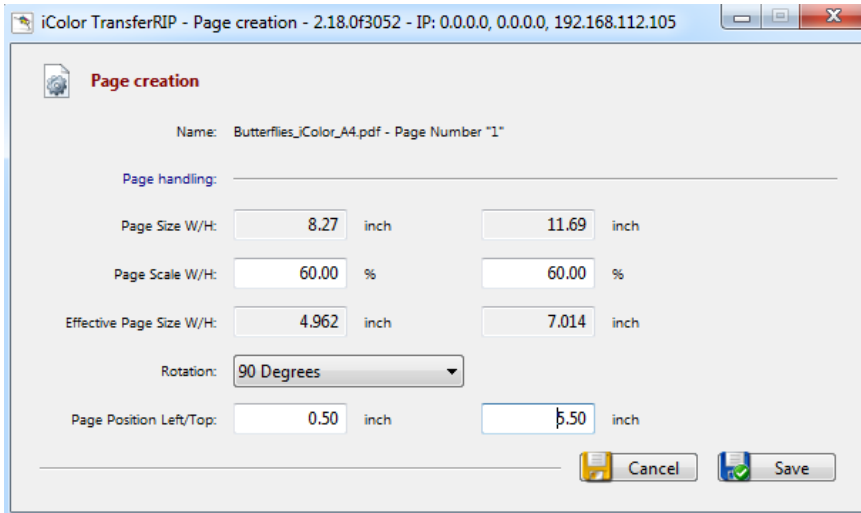 iColor TransferRIP - Page creation - 2.18.0f3052 - IP: 0.0.0.0, 0.0.0.0, 192.168.112.105
Page creation
Name: Butterflies_iColor_A4.pdf - Page Number "1"
Page handling:
Page Size W/H: 8.27 inch 11.69 inch
Page Scale W/H: 60.00 % 60.00 %
Effective Page Size W/H: 4.962 inch 7.014 inch
Rotation: 90 Degrees
Page Position Left/Top: 0.50 inch 5.50 inch
Cancel Save